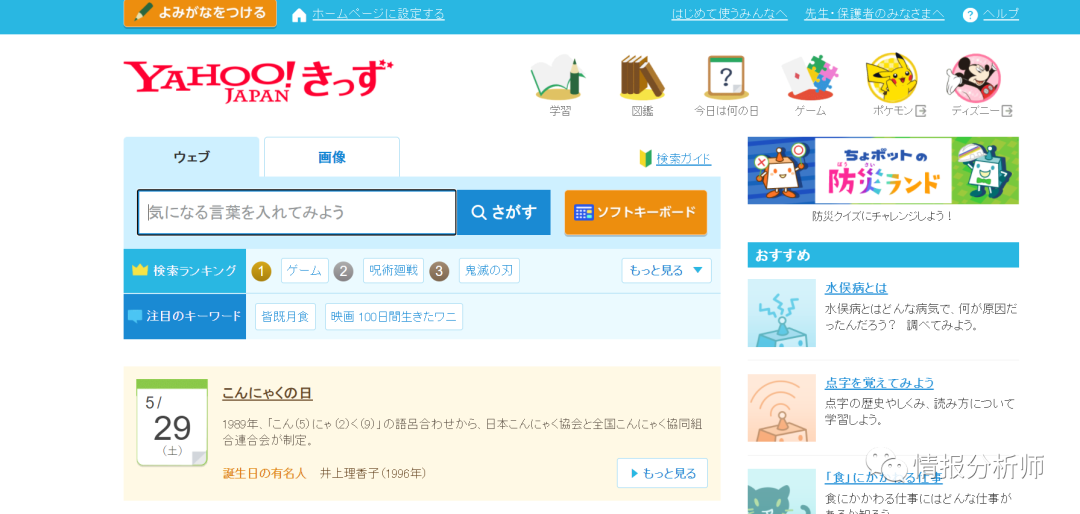 よみがなをつける
ホームページに設定する
はじめて使うみんなへ
先生・保護者のみなさまへ
? ヘルプ
YAHOO! きっず
JAPAN
学習
図鑑
?
今日は何の日
ゲーム
ポケモン
ディズニー
ウェブ
画像
検索ガイド
気になる言葉を入れてみよう
さがす
ソフトキーボード
検索ランキング
1 ゲーム
2 呪術廻戦
3 鬼滅の刃
もっと見る
注目のキーワード
皆既月食
映画 100日間生きたワニ
5/
29
(土)
こんにゃくの日
1989年、「こん(5)にゃ(2)く(9)」の語呂合わせから、日本こんにゃく協会と全国こんにゃく協同組
合連合会が制定。
誕生日の有名人 井上理香子(1996年)
もっと見る
ちょボットの
ぼうさい
防災ランド
防災クイズにチャレンジしよう!
おすすめ
水俣病とは
水俣病とはどんな病気で、何が原因だ
ったんだろう? 調べてみよう。
点字を覚えてみよう
点字の歴史やしくみ、読み方について
学習しよう。
「食」にかかわる仕事
食にかかわる仕事にはどんな仕事が
あるか知ろう。
情报分析师